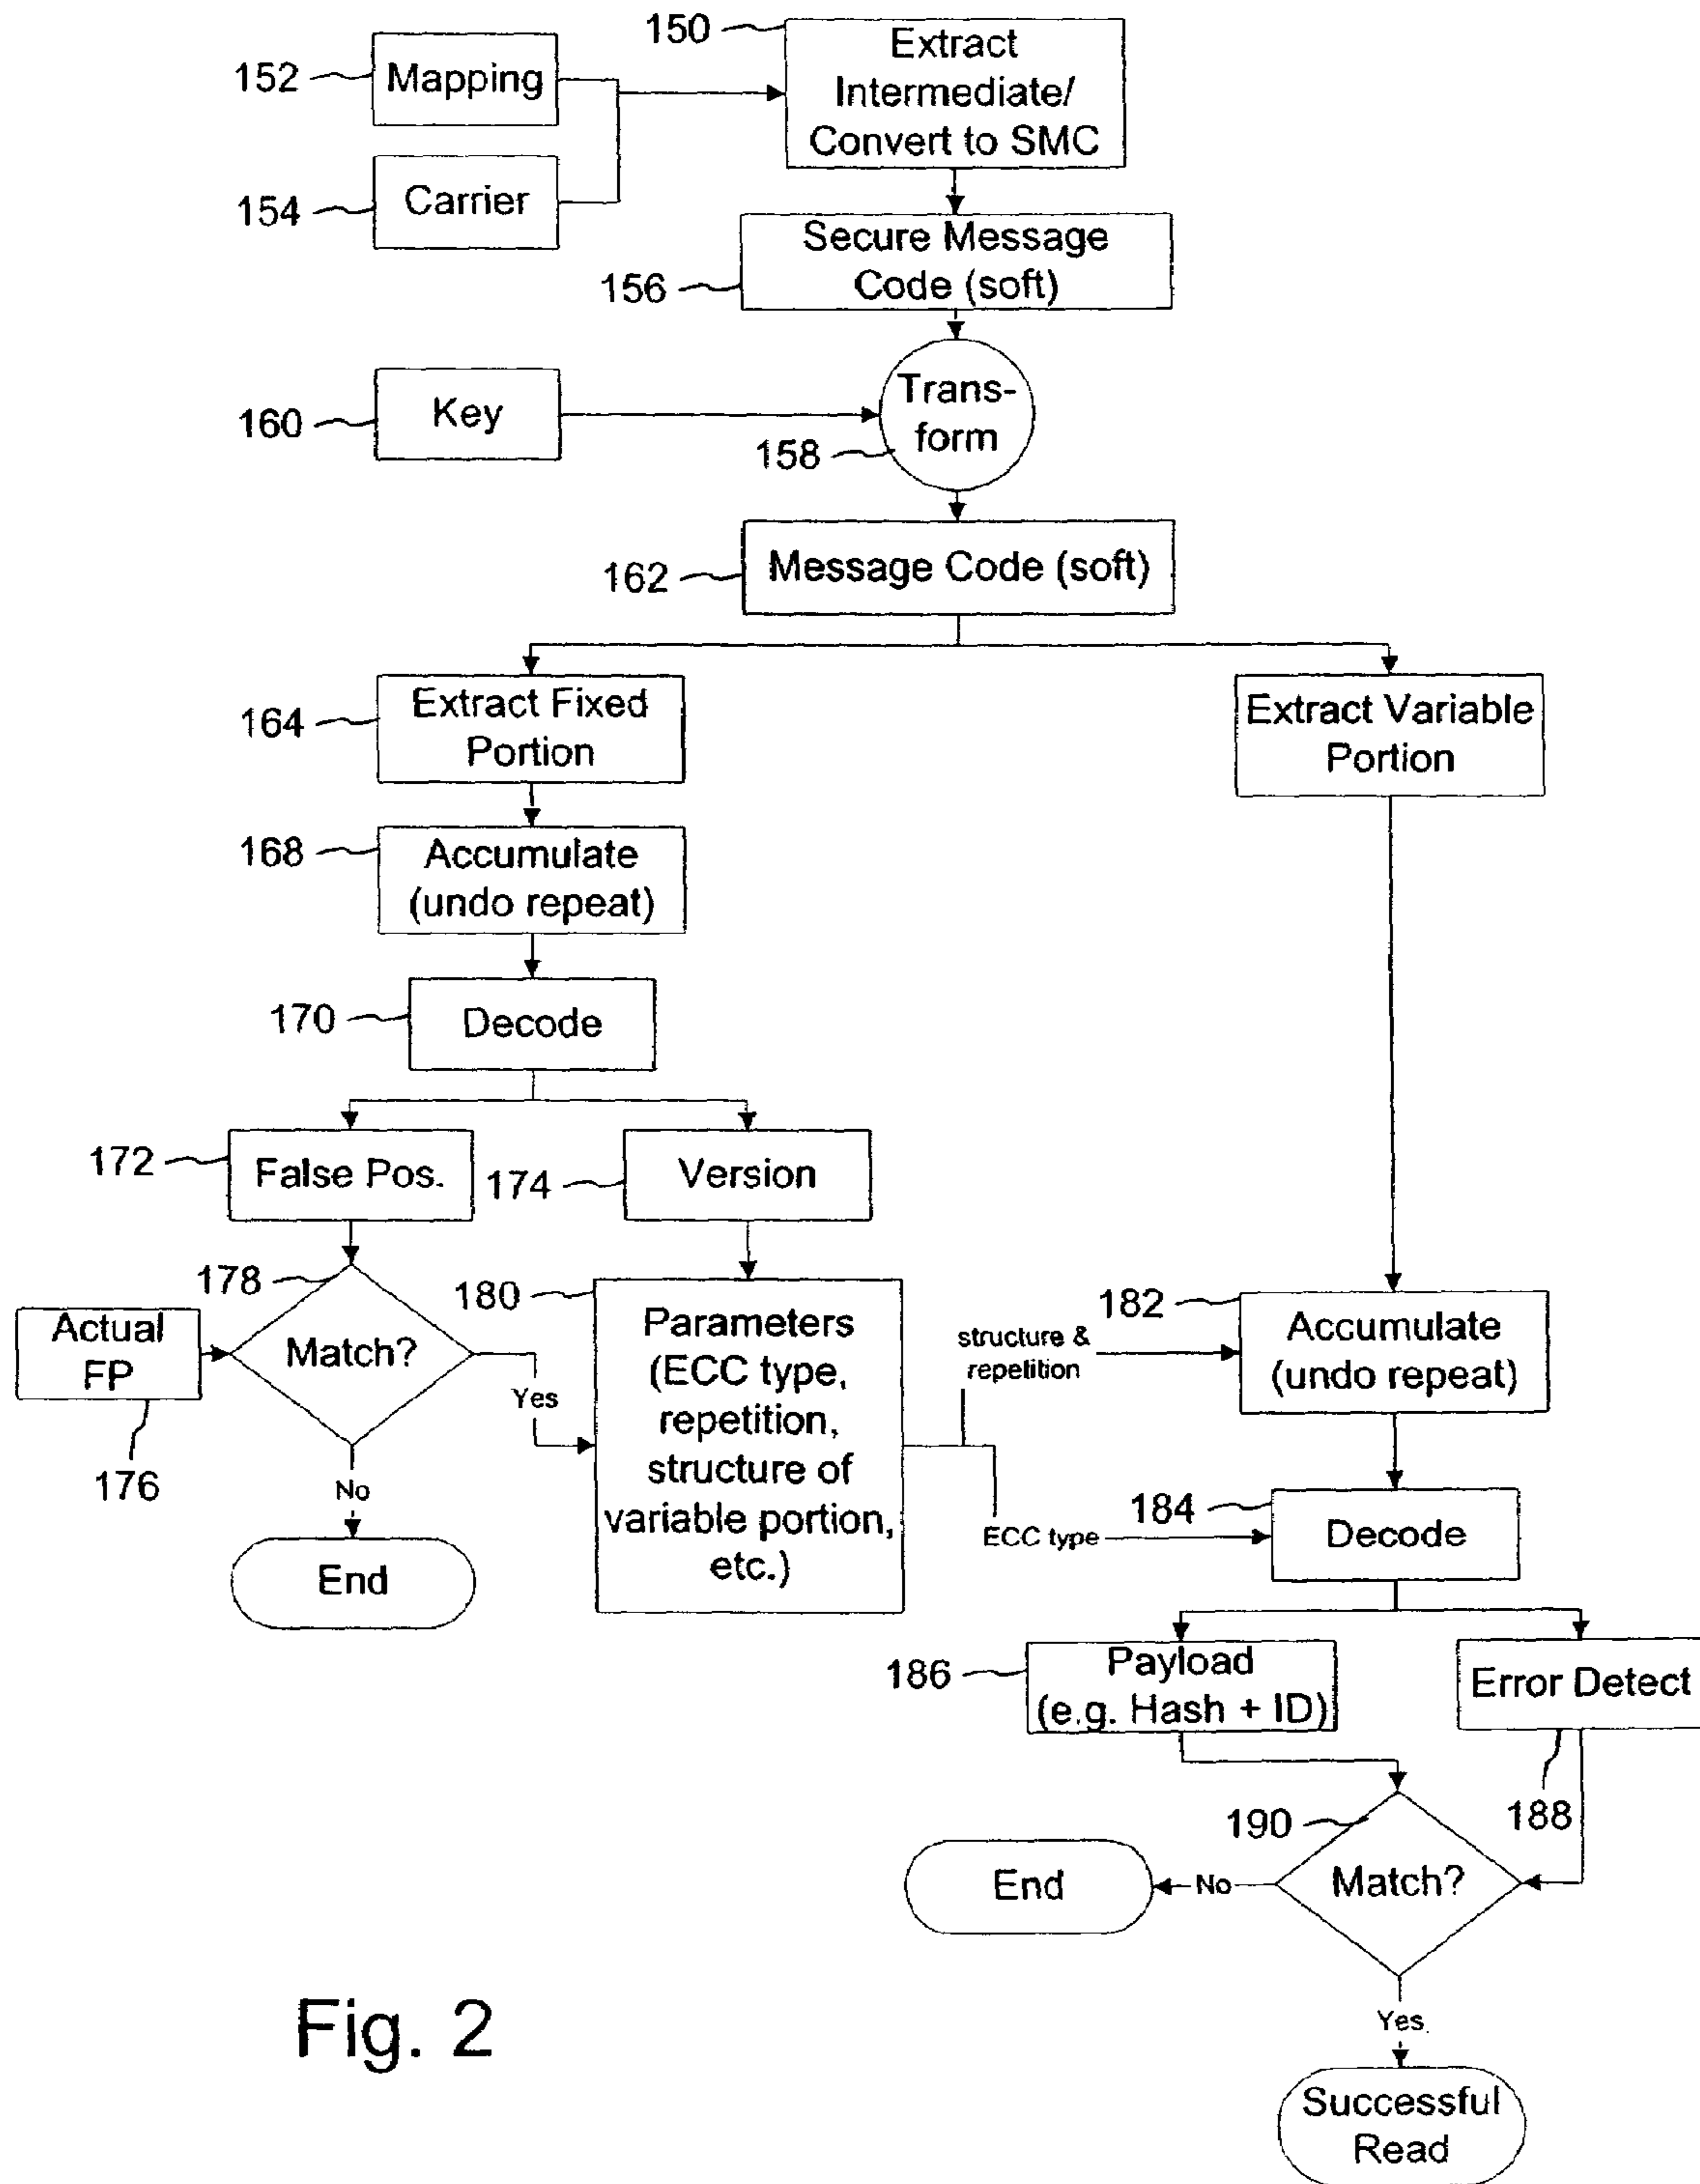 150
Extract
Intermediate/
Convert to SMC
152
Mapping
154
Carrier
Secure Message
Code (soft)
156
160
Key
Trans-
form
158
162
Message Code (soft)
164
Extract Fixed
Portion
Extract Variable
Portion
168
Accumulate
(undo repeat)
170
Decode
172
False Pos.
174
Version
178
Actual
FP
176
Match?
Yes
No
End
180
Parameters
(ECC type,
repetition,
structure of
variable portion,
etc.)
structure &
repetition
ECC type
182
Accumulate
(undo repeat)
184
Decode
186
Payload
(e.g. Hash + ID)
Error Detect
188
190
Match?
No
End
Yes
Successful
Read
Fig. 2